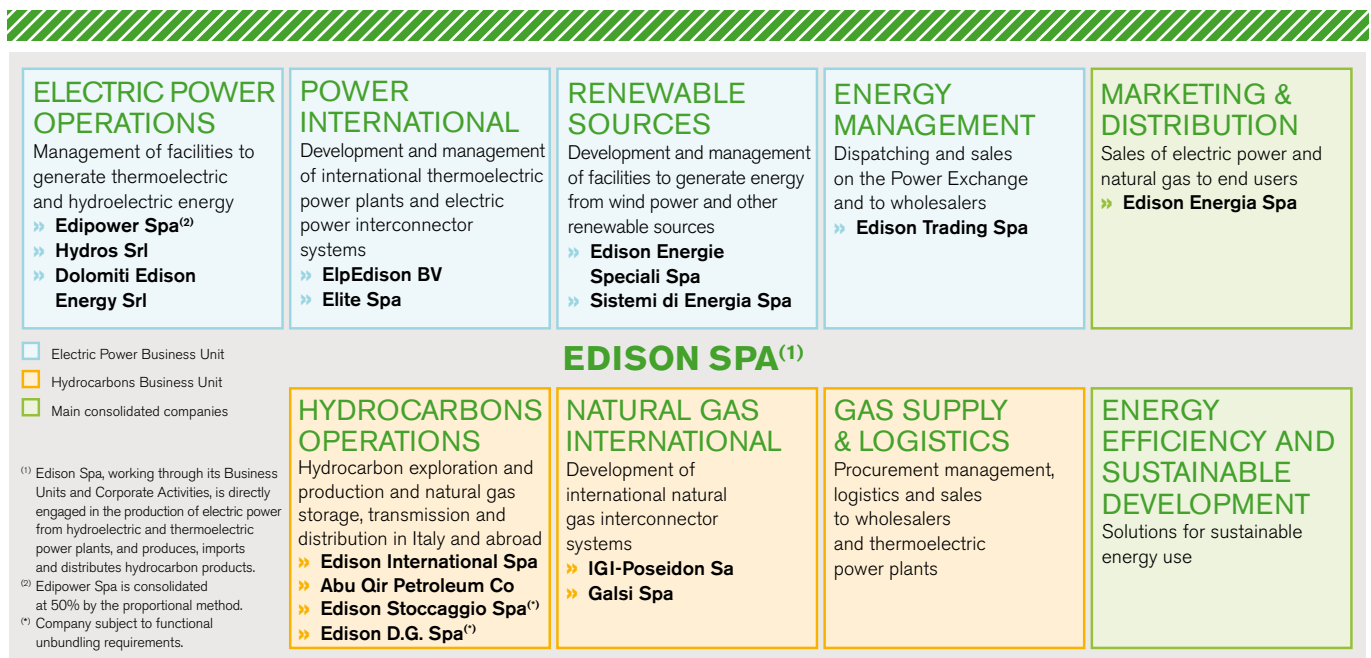 ELECTRIC POWER
OPERATIONS
Management of facilities to
generate thermoelectric
and hydroelectric energy
» Edipower Spa(2)
» Hydros Srl
» Dolomiti Edison
Energy Srl
POWER
INTERNATIONAL
Development and management
of international thermoelectric
power plants and electric
power interconnector
systems
» ElpEdison BV
» Elite Spa
RENEWABLE
SOURCES
Development and management
of facilities to generate energy
from wind power and other
renewable sources
» Edison Energie
Speciali Spa
» Sistemi di Energia Spa
ENERGY
MANAGEMENT
Dispatching and sales
on the Power Exchange
and to wholesalers
» Edison Trading Spa
MARKETING &
DISTRIBUTION
Sales of electric power and
natural gas to end users
» Edison Energia Spa
Electric Power Business Unit
Hydrocarbons Business Unit
Main consolidated companies
EDISON SPA(1)
(1) Edison Spa, working through its Business
Units and Corporate Activities, is directly
engaged in the production of electric power
from hydroelectric and thermoelectric
power plants, and produces, imports
and distributes hydrocarbon products.
(2) Edipower Spa is consolidated
at 50% by the proportional method.
(*) Company subject to functional
unbundling requirements.
HYDROCARBONS
OPERATIONS
Hydrocarbon exploration and
production and natural gas
storage, transmission and
distribution in Italy and abroad
» Edison International Spa
» Abu Qir Petroleum Co
» Edison Stoccaggio Spa(*)
» Edison D.G. Spa(*)
NATURAL GAS
INTERNATIONAL
Development of
international natural
gas interconnector
systems
» IGI-Poseidon Sa
» Galsi Spa
GAS SUPPLY
& LOGISTICS
Procurement management,
logistics and sales
to wholesalers
and thermoelectric
power plants
ENERGY
EFFICIENCY AND
SUSTAINABLE
DEVELOPMENT
Solutions for sustainable
energy use